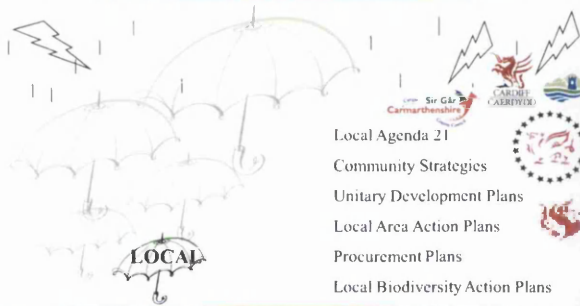 Sir Gâr
Carmarthenshire
CARDIFF
CAERDYDD
Local Agenda 21
Community Strategies
Unitary Development Plans
Local Area Action Plans
Procurement Plans
LOCAL
Local Biodiversity Action Plans